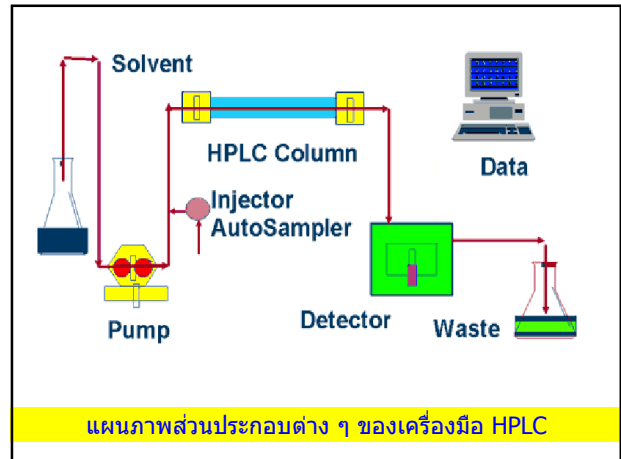 Solvent
HPLC Column
Data
Injector
AutoSampler
Pump
Detector
Waste
แผนภาพส่วนประกอบต่าง ๆ ของเครื่องมือ HPLC